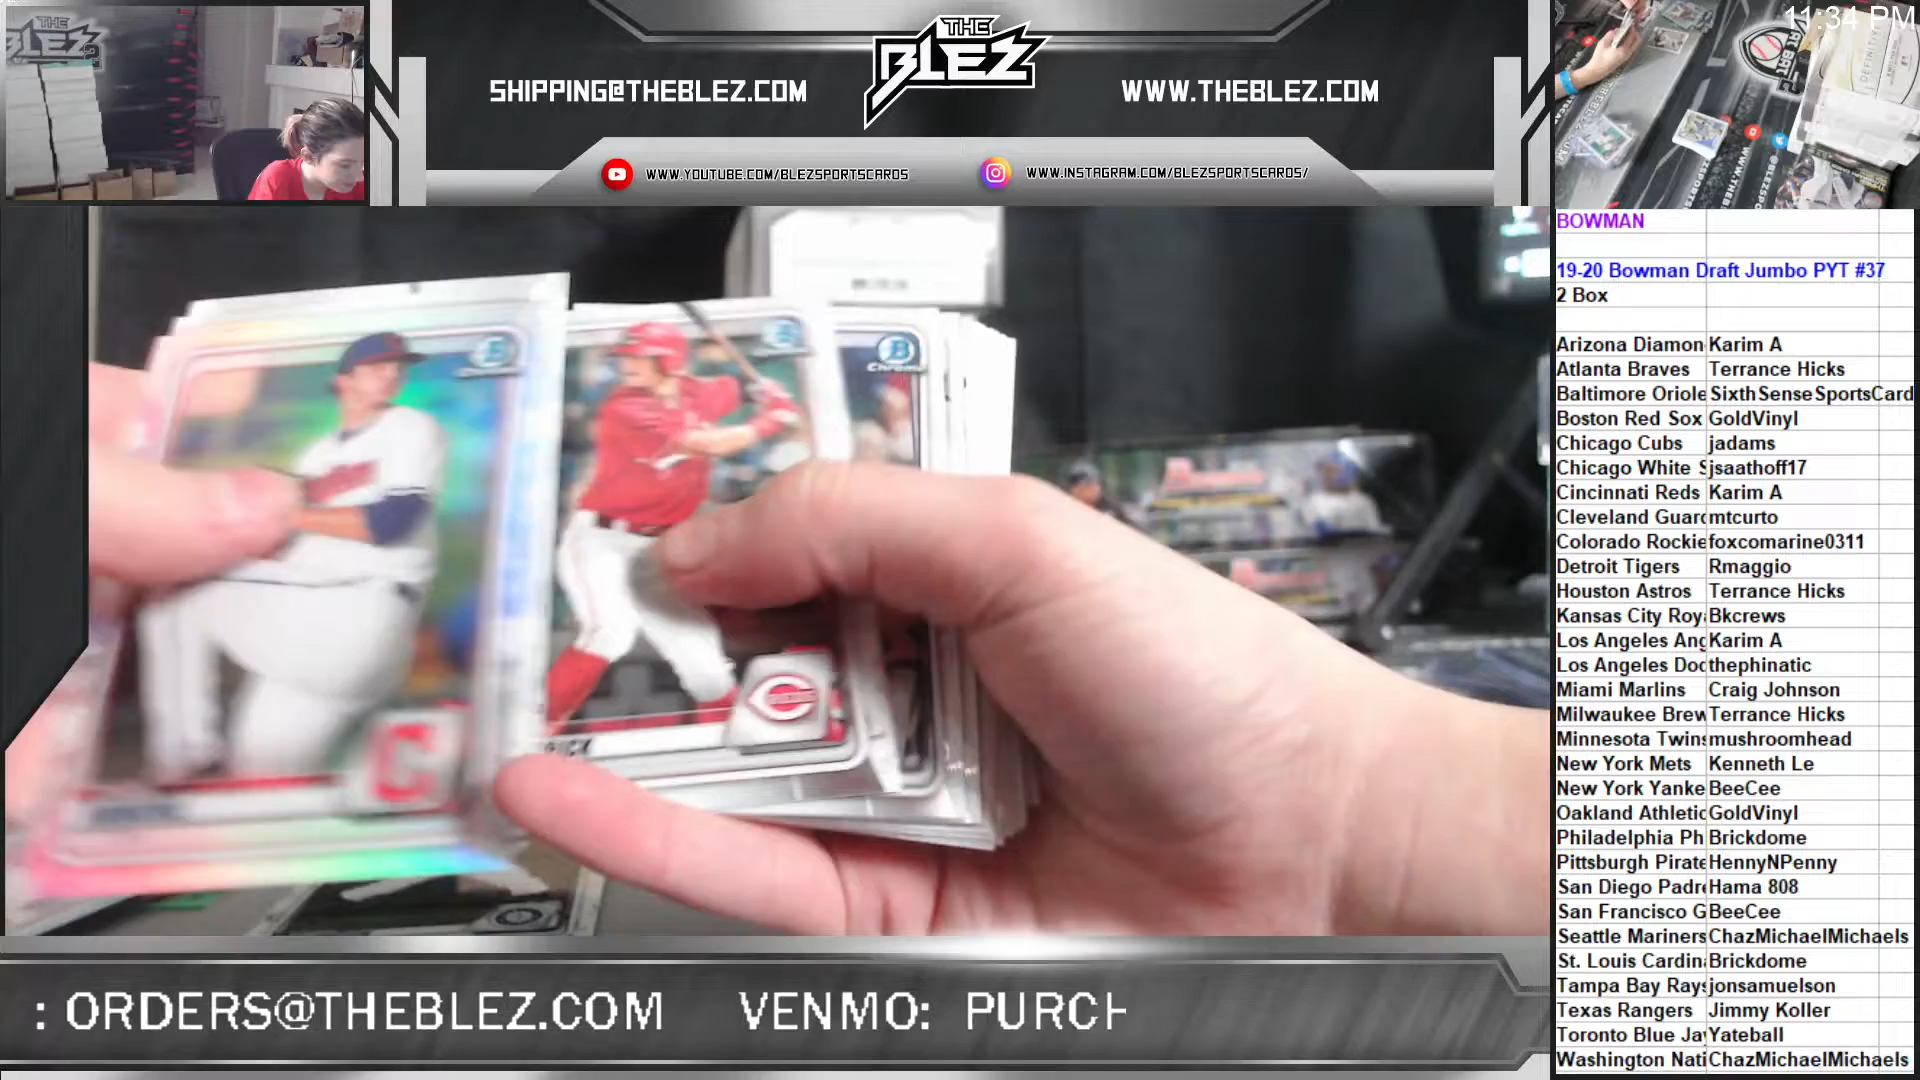 11:34 PM
THE
BLEZ
SHIPPING@THEBLEZ.COM
WWW.THEBLEZ.COM
WWW.YOUTUBE.COM/BLEZSPORTSCARDS
WWW.INSTAGRAM.COM/BLEZSPORTSCARDS/
BOWMAN
19-20 Bowman Draft Jumbo PYT #37
2 Box
Arizona Diamon Karim A
Atlanta Braves Terrance Hicks
Baltimore Oriole SixthSenseSportsCard
Boston Red Sox GoldVinyl
Chicago Cubs jadams
Chicago White S jsaathoff17
Cincinnati Reds Karim A
Cleveland Guard mtcurto
Colorado Rockie foxcomarine0311
Detroit Tigers Rmaggio
Houston Astros Terrance Hicks
Kansas City Roy Bkcrews
Los Angeles Ang Karim A
Los Angeles Dod thephinatic
Miami Marlins Craig Johnson
Milwaukee Brew Terrance Hicks
Minnesota Twins mushroomhead
New York Mets Kenneth Le
New York Yanke BeeCee
Oakland Athletic GoldVinyl
Philadelphia Ph Brickdome
Pittsburgh Pirate HennyNPenny
San Diego Padre Hama 808
San Francisco G BeeCee
Seattle Mariners ChazMichaelMichaels
St. Louis Cardin Brickdome
Tampa Bay Rays jonsamuelson
Texas Rangers Jimmy Koller
Toronto Blue Jay Yateball
Washington Nati ChazMichaelMichaels
B
Chrome
: ORDERS@THEBLEZ.COM VENMO: PURCH